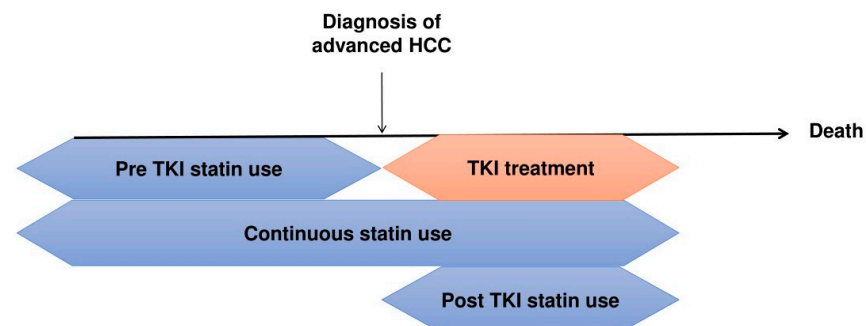 Diagnosis of
advanced HCC
Death
Pre TKI statin use
TKI treatment
Continuous statin use
Post TKI statin use